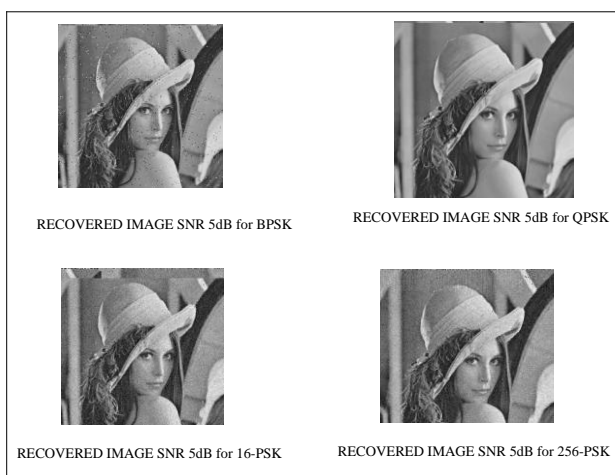 RECOVERED IMAGE SNR 5dB for BPSK
RECOVERED IMAGE SNR 5dB for QPSK
RECOVERED IMAGE SNR 5dB for 16-PSK
RECOVERED IMAGE SNR 5dB for 256-PSK